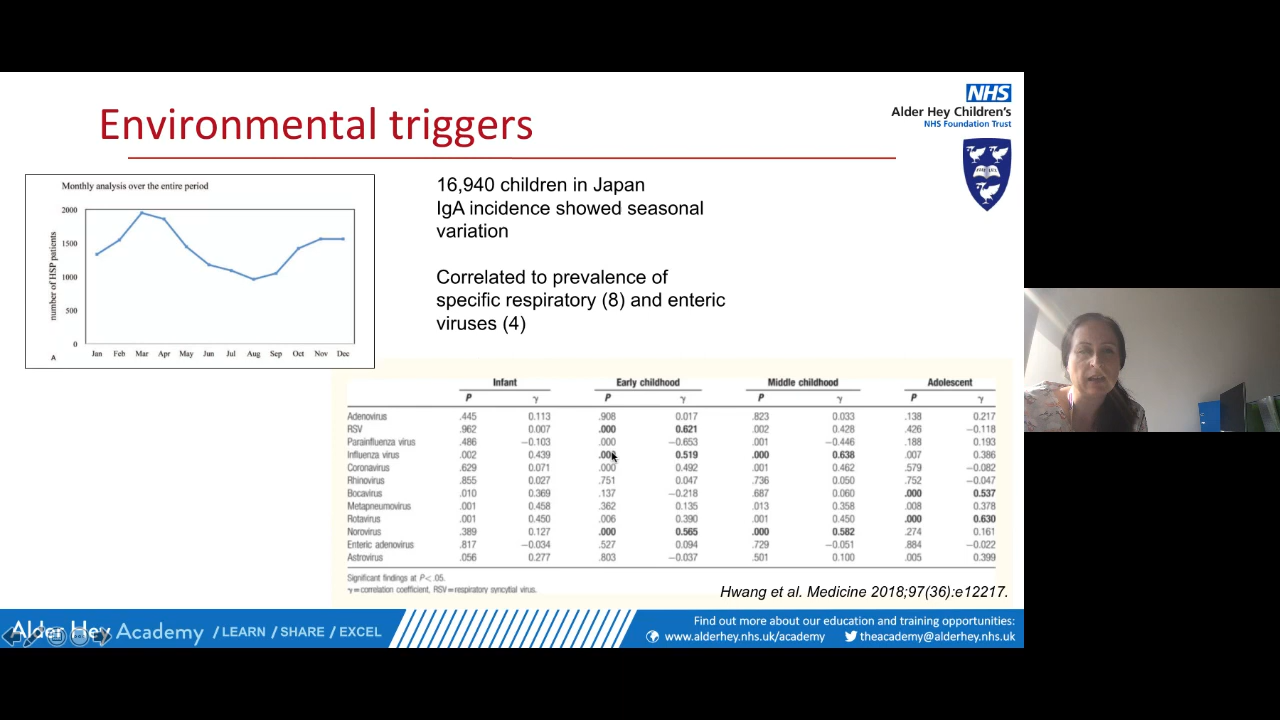 Environmental triggers
NHS
Alder Hey Children's
NHS Foundation Trust
Monthly analysis over the entire period
number of HSP patients
2000
1500
1000
500
0
Jan Feb Mar Apr May Jun Jul Aug Sep Oct Nov Dec
A
16,940 children in Japan
IgA incidence showed seasonal
variation
Correlated to prevalence of
specific respiratory (8) and enteric
viruses (4)
Infant Early childhood Middle childhood Adolescent
P γ P γ P γ P γ
Adenovirus .445 0.113 .908 0.017 .823 0.033 .138 0.217
RSV .962 0.007 .000 0.621 .002 0.428 .426 −0.118
Parainfluenza virus .486 −0.103 .000 −0.653 .001 −0.446 .188 0.193
Influenza virus .002 0.439 .000 0.519 .000 0.638 .007 0.386
Coronavirus .629 0.071 .000 0.492 .001 0.462 .579 −0.082
Rhinovirus .855 0.027 .751 0.047 .736 0.050 .752 −0.047
Bocavirus .010 0.369 .137 −0.218 .687 0.060 .000 0.537
Metapneumovirus .001 0.458 .362 0.135 .013 0.358 .008 0.378
Rotavirus .001 0.450 .006 0.390 .001 0.450 .000 0.630
Norovirus .389 0.127 .000 0.565 .000 0.582 .274 0.161
Enteric adenovirus .817 −0.034 .527 0.094 .729 −0.051 .884 −0.022
Astrovirus .056 0.277 .803 −0.037 .501 0.100 .005 0.399
Significant findings at P<.05.
γ=correlation coefficient, RSV=respiratory syncytial virus.
Hwang et al. Medicine 2018;97(36):e12217.
Alder Hey Academy / LEARN / SHARE / EXCEL
Find out more about our education and training opportunities:
www.alderhey.nhs.uk/academy theacademy@alderhey.nhs.uk